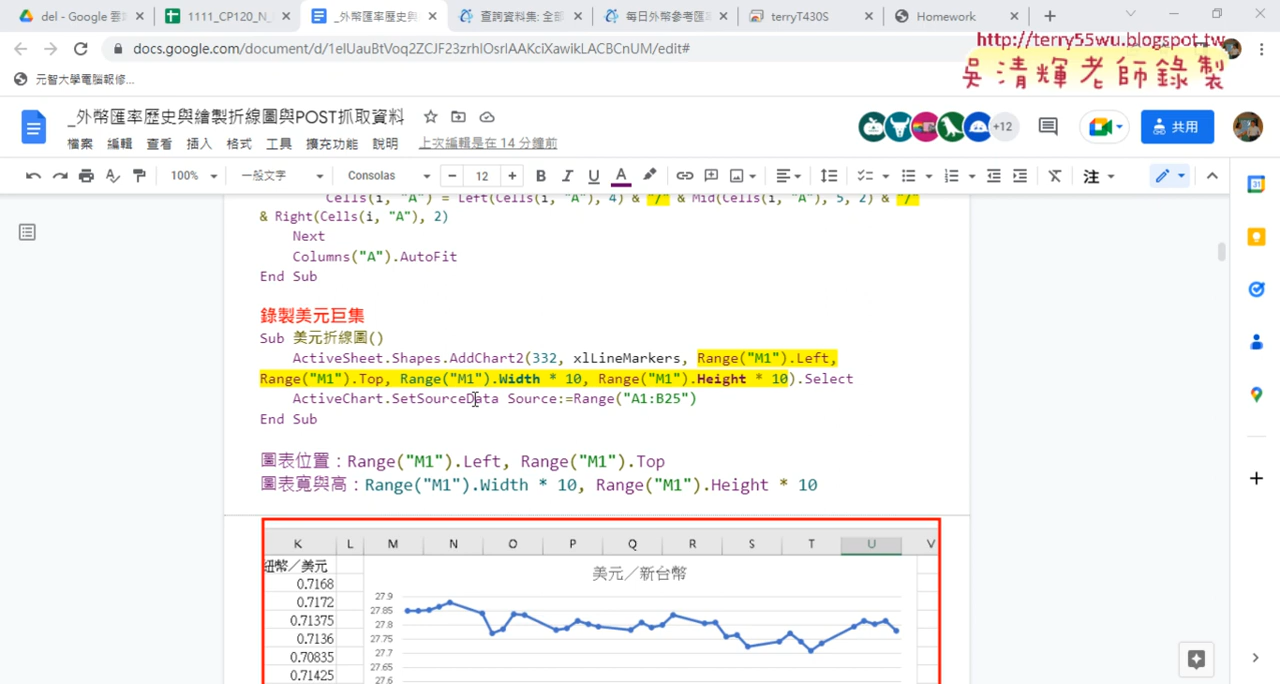 del - Google 雲
1111_CP120_N_
_外幣匯率歷史與
查詢資料集: 全部
每日外幣參考匯
terryT430S
Homework
docs.google.com/document/d/1elUauBtVoq2ZCJF23zrhlOsrlAAKciXawikLACBCnUM/edit#
http://terry55wu.blogspot.tw
吳清輝老師錄製
元智大學電腦報修...
_外幣匯率歷史與繪製折線圖與POST抓取資料
+12
共用
檔案 編輯 查看 插入 格式 工具 擴充功能 說明 上次編輯是在 14 分鐘前
100% 一般文字 Consolas − 12 + B I U A 注
Cells(i, "A") = Left(Cells(i, "A"), 4) & "/" & Mid(Cells(i, "A"), 5, 2) & "/"
& Right(Cells(i, "A"), 2)
Next
Columns("A").AutoFit
End Sub
錄製美元巨集
Sub 美元折線圖()
ActiveSheet.Shapes.AddChart2(332, xlLineMarkers, Range("M1").Left,
Range("M1").Top, Range("M1").Width * 10, Range("M1").Height * 10).Select
ActiveChart.SetSourceData Source:=Range("A1:B25")
End Sub
圖表位置：Range("M1").Left, Range("M1").Top
圖表寬與高：Range("M1").Width * 10, Range("M1").Height * 10
K L M N O P Q R S T U V
紐幣／美元
美元／新台幣
0.7168
0.7172
0.71375
0.7136
0.70835
0.71425
27.9
27.85
27.8
27.75
27.7
27.65
27.6
31